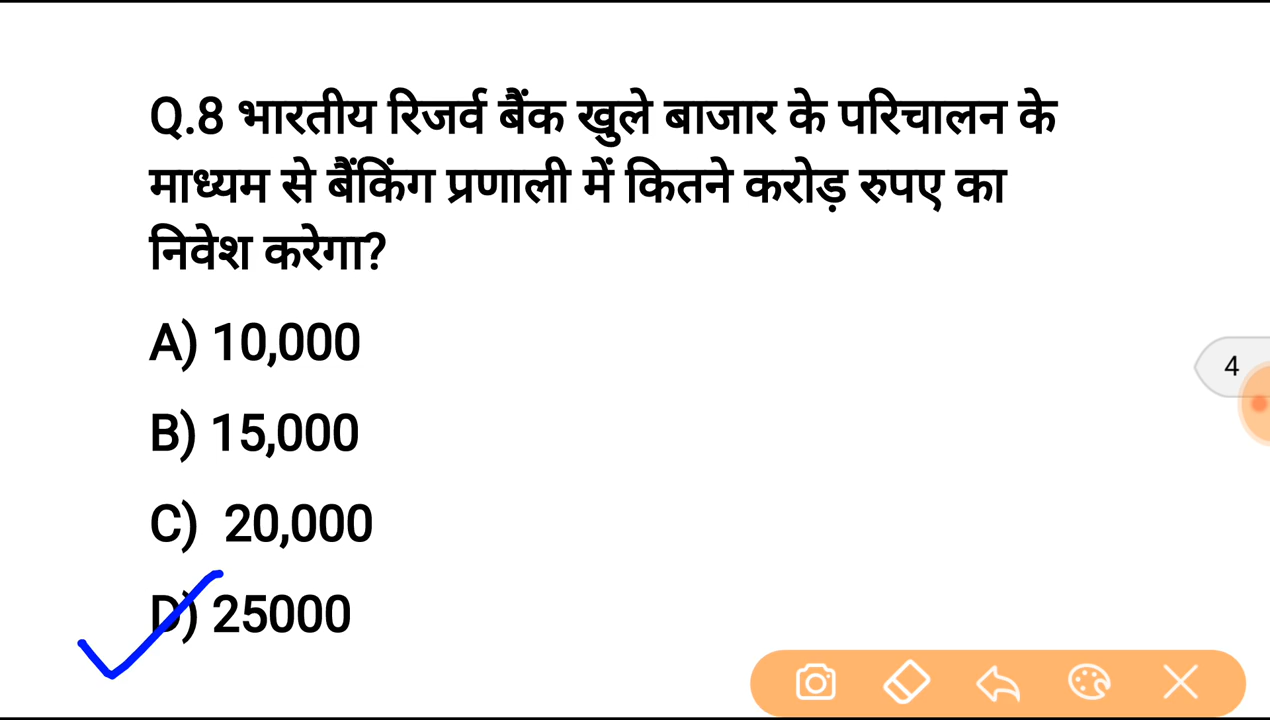 Q.8 भारतीय रिजर्व बैंक खुले बाजार के परिचालन के
माध्यम से बैंकिंग प्रणाली में कितने करोड़ रुपए का
निवेश करेगा?
A) 10,000
B) 15,000
C) 20,000
D) 25000
4